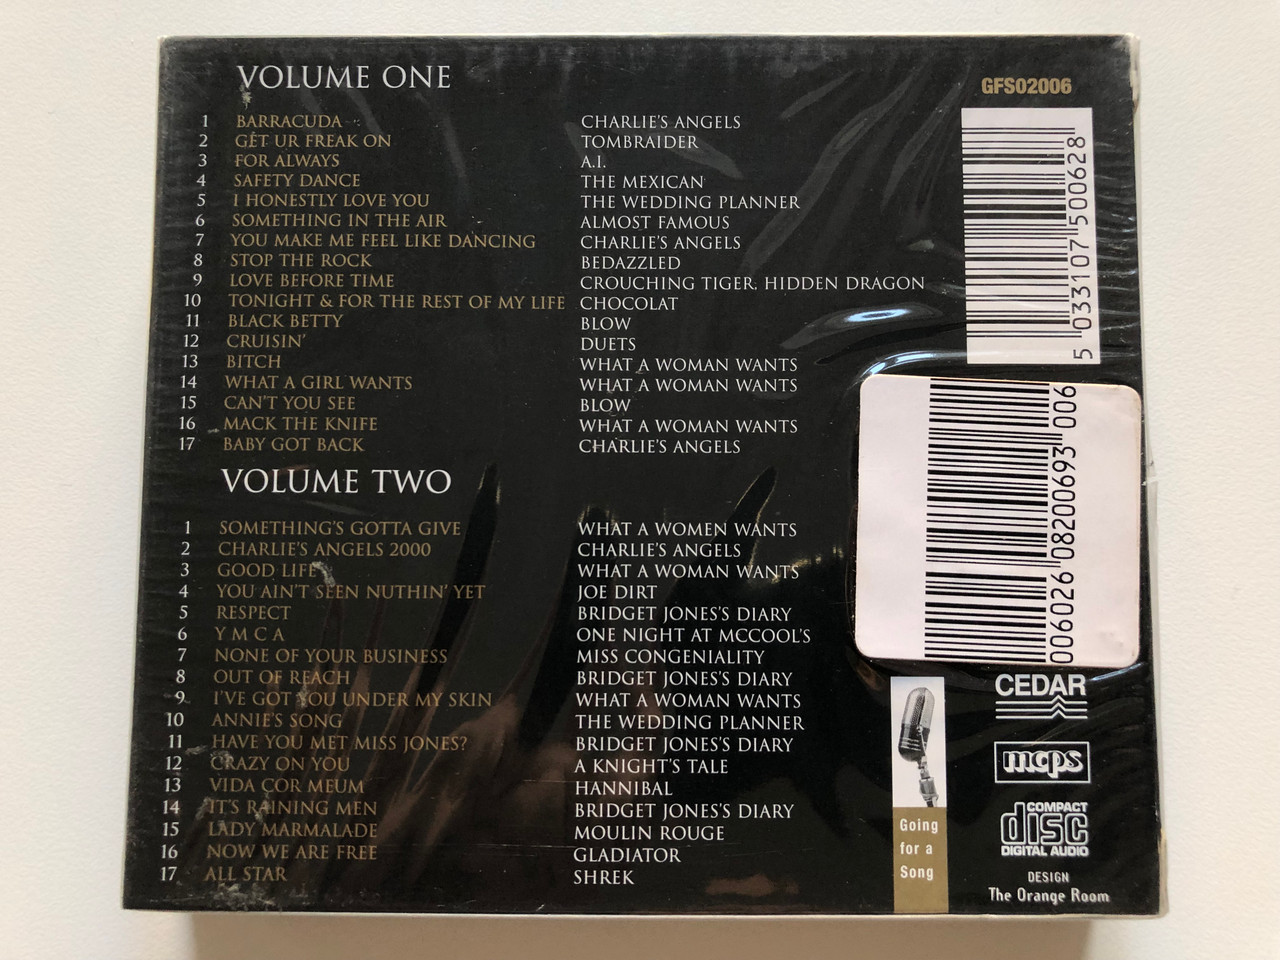 VOLUME ONE
1 BARRACUDA CHARLIE'S ANGELS
2 GET UR FREAK ON TOMBRAIDER
3 FOR ALWAYS A.I.
4 SAFETY DANCE THE MEXICAN
5 I HONESTLY LOVE YOU THE WEDDING PLANNER
6 SOMETHING IN THE AIR ALMOST FAMOUS
7 YOU MAKE ME FEEL LIKE DANCING CHARLIE'S ANGELS
8 STOP THE ROCK BEDAZZLED
9 LOVE BEFORE TIME CROUCHING TIGER, HIDDEN DRAGON
10 TONIGHT & FOR THE REST OF MY LIFE CHOCOLAT
11 BLACK BETTY BLOW
12 CRUISIN' DUETS
13 BITCH WHAT A WOMAN WANTS
14 WHAT A GIRL WANTS WHAT A WOMAN WANTS
15 CAN'T YOU SEE BLOW
16 MACK THE KNIFE WHAT A WOMAN WANTS
17 BABY GOT BACK CHARLIE'S ANGELS
VOLUME TWO
1 SOMETHING'S GOTTA GIVE WHAT A WOMEN WANTS
2 CHARLIE'S ANGELS 2000 CHARLIE'S ANGELS
3 GOOD LIFE WHAT A WOMAN WANTS
4 YOU AIN'T SEEN NUTHIN' YET JOE DIRT
5 RESPECT BRIDGET JONES'S DIARY
6 Y M C A ONE NIGHT AT MCCOOL'S
7 NONE OF YOUR BUSINESS MISS CONGENIALITY
8 OUT OF REACH BRIDGET JONES'S DIARY
9 I'VE GOT YOU UNDER MY SKIN WHAT A WOMAN WANTS
10 ANNIE'S SONG THE WEDDING PLANNER
11 HAVE YOU MET MISS JONES? BRIDGET JONES'S DIARY
12 CRAZY ON YOU A KNIGHT'S TALE
13 VIDA COR MEUM HANNIBAL
14 IT'S RAINING MEN BRIDGET JONES'S DIARY
15 LADY MARMALADE MOULIN ROUGE
16 NOW WE ARE FREE GLADIATOR
17 ALL STAR SHREK
GFS02006
5 033107 500628
006026 08200693 006
CEDAR
mcps
COMPACT
disc
DIGITAL AUDIO
Going
for a
Song
DESIGN
The Orange Room